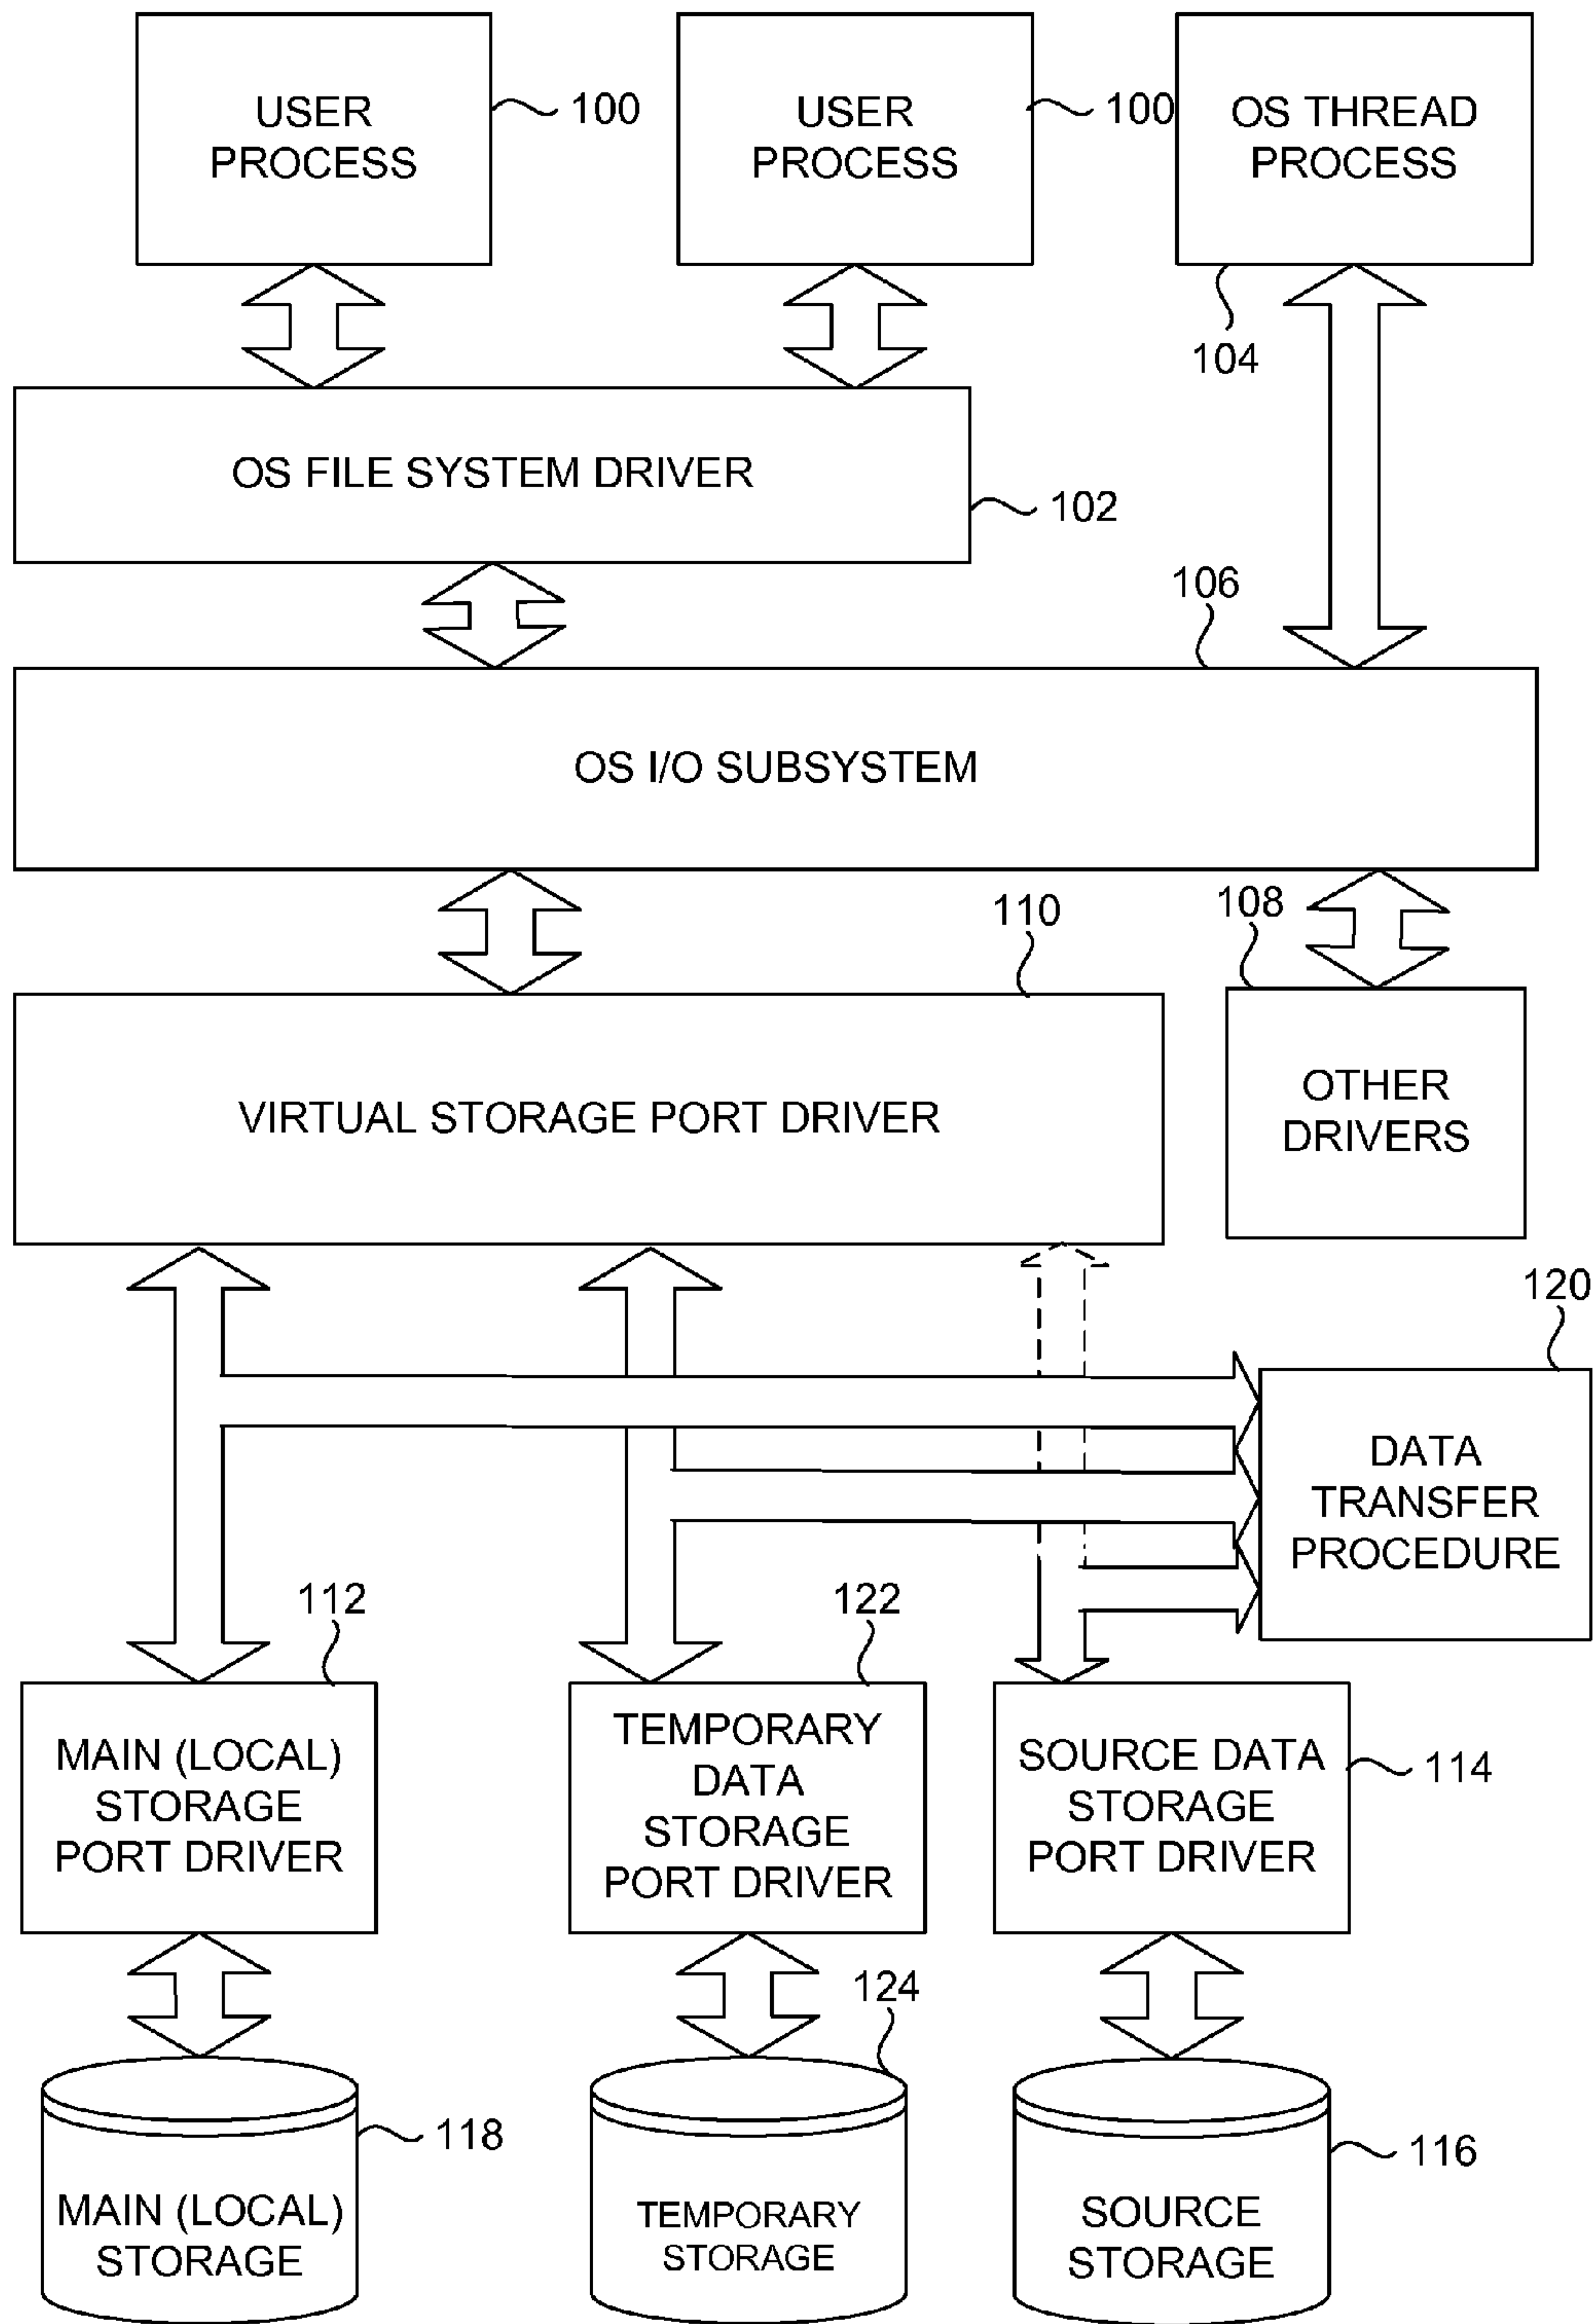 USER
PROCESS
100
USER
PROCESS
100
OS THREAD
PROCESS
104
OS FILE SYSTEM DRIVER
102
106
OS I/O SUBSYSTEM
110
108
VIRTUAL STORAGE PORT DRIVER
OTHER
DRIVERS
120
DATA
TRANSFER
PROCEDURE
112
122
MAIN (LOCAL)
STORAGE
PORT DRIVER
TEMPORARY
DATA
STORAGE
PORT DRIVER
SOURCE DATA
STORAGE
PORT DRIVER
114
124
118
116
MAIN (LOCAL)
STORAGE
TEMPORARY
STORAGE
SOURCE
STORAGE